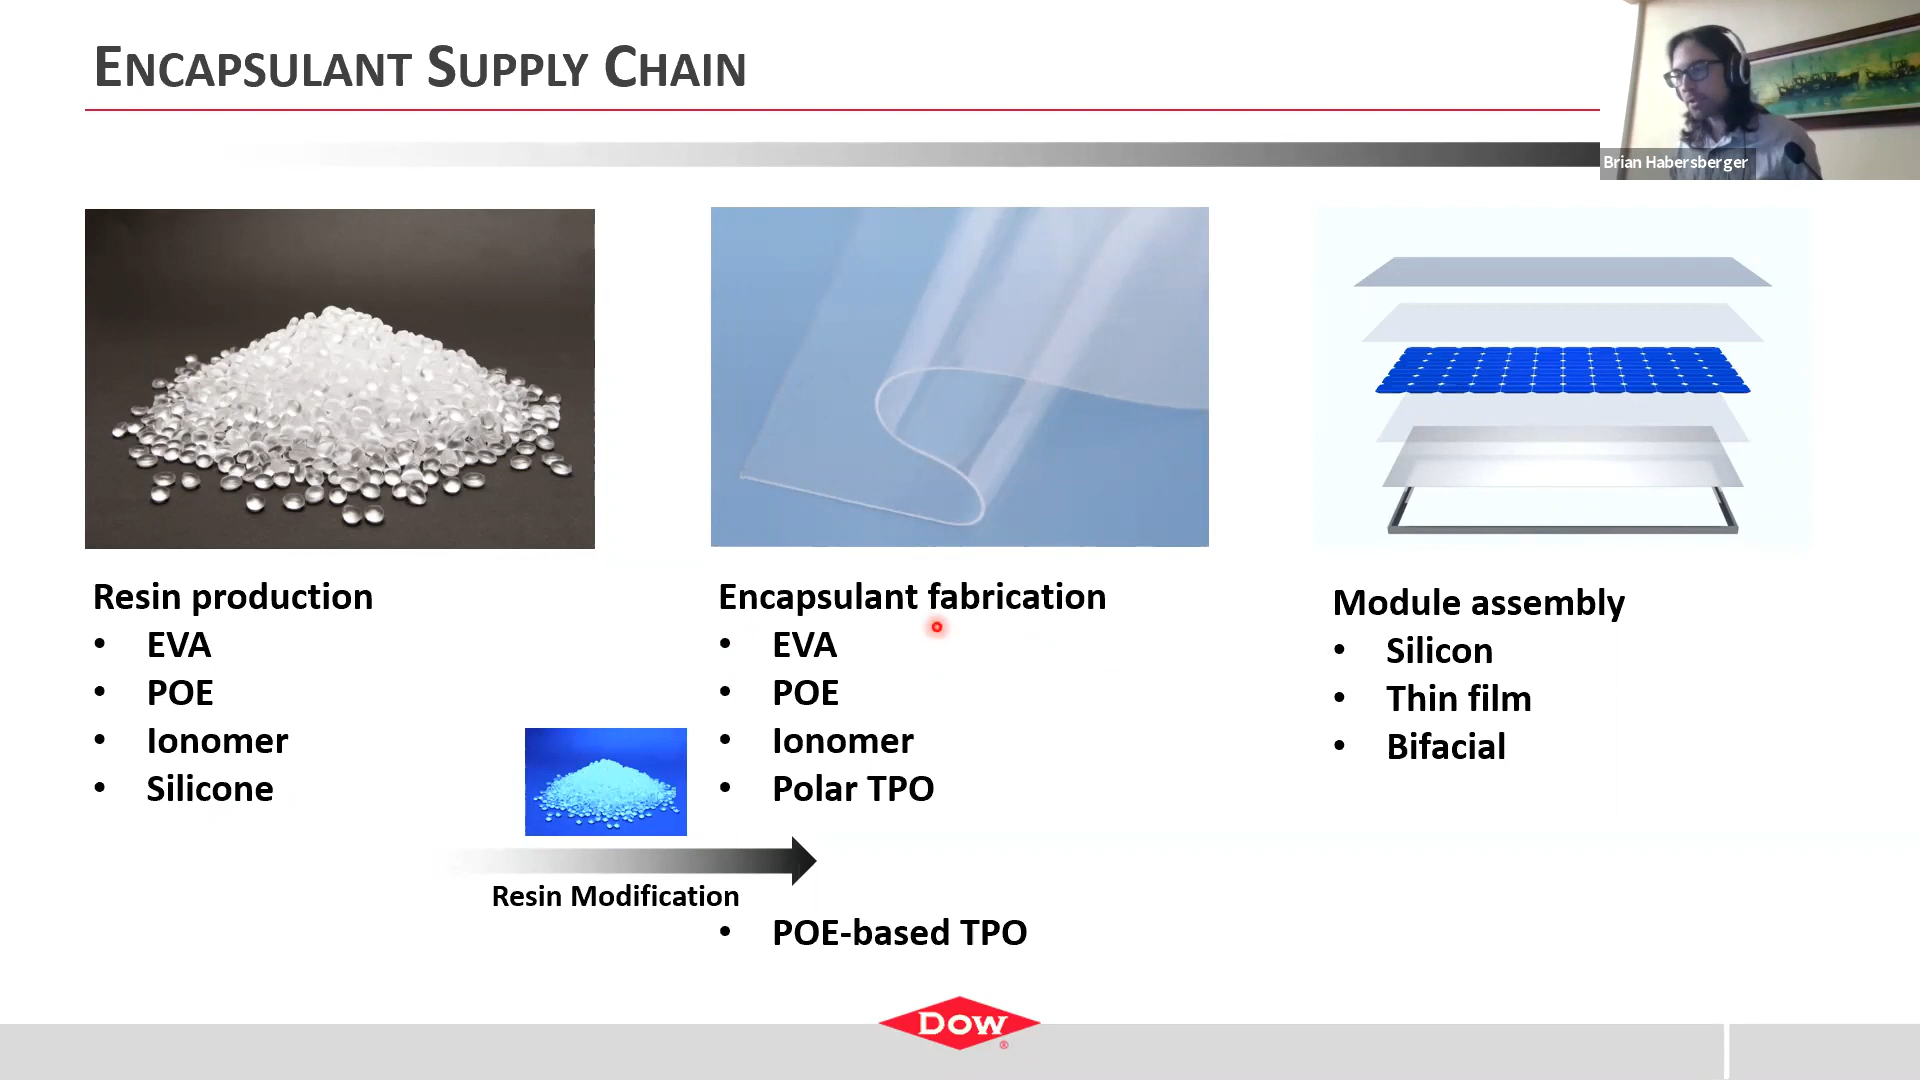 ENCAPSULANT SUPPLY CHAIN
Brian Habersberger
Resin production
• EVA
• POE
• Ionomer
• Silicone
Resin Modification
Encapsulant fabrication
• EVA
• POE
• Ionomer
• Polar TPO
• POE-based TPO
Module assembly
• Silicon
• Thin film
• Bifacial
DOW
®